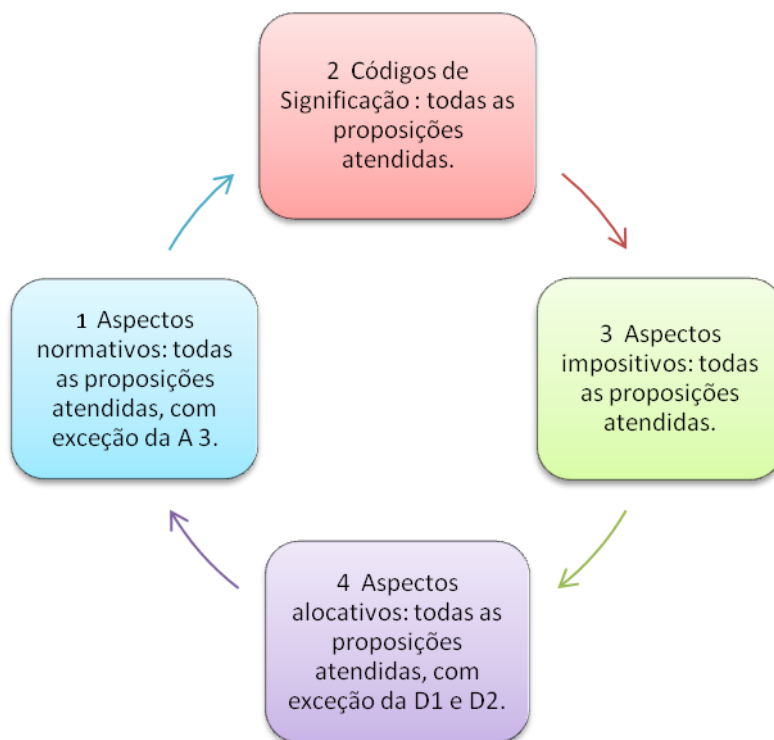 2 Códigos de
Significação : todas as
proposições
atendidas.
1 Aspectos
normativos: todas
as proposições
atendidas, com
exceção da A 3.
3 Aspectos
impositivos: todas
as proposições
atendidas.
4 Aspectos
alocativos: todas as
proposições
atendidas, com
exceção da D1 e D2.